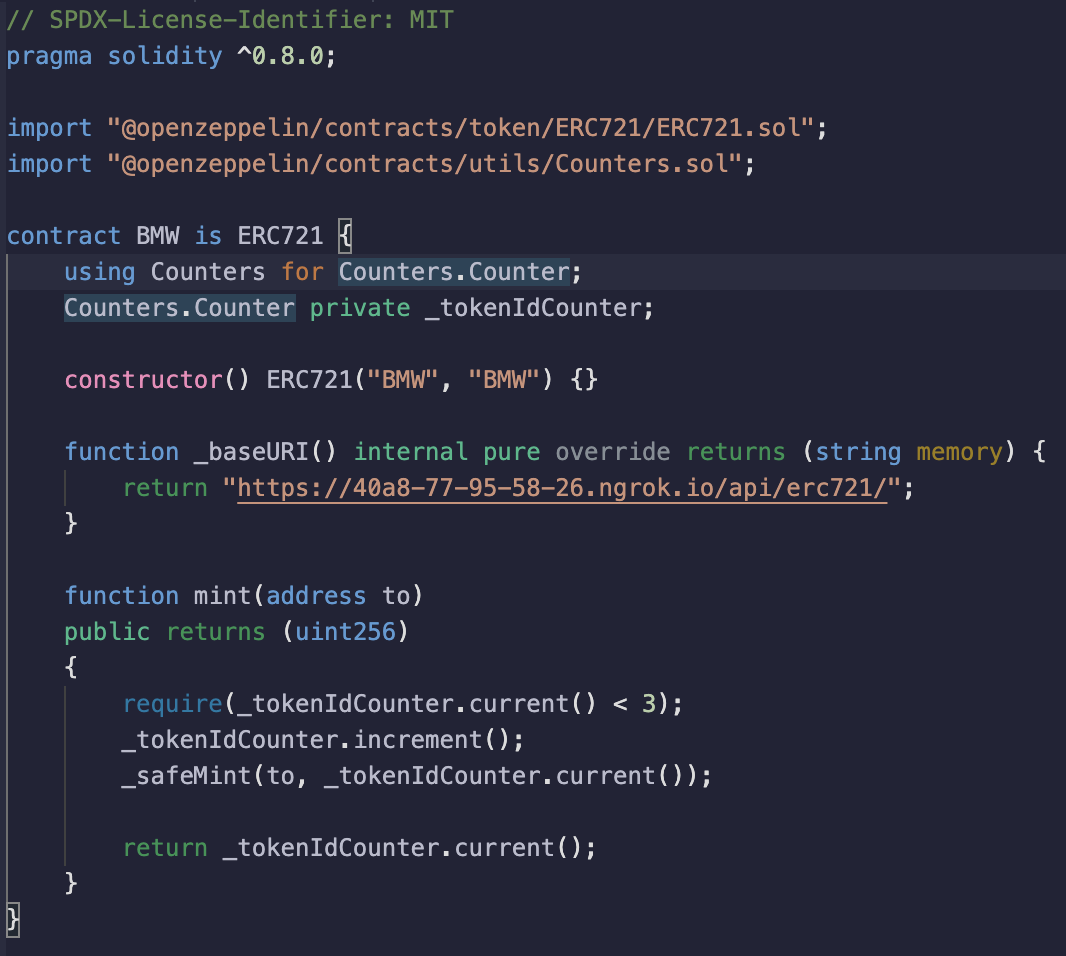 // SPDX-License-Identifier: MIT
pragma solidity ^0.8.0;

import "@openzeppelin/contracts/token/ERC721/ERC721.sol";
import "@openzeppelin/contracts/utils/Counters.sol";

contract BMW is ERC721 {
    using Counters for Counters.Counter;
    Counters.Counter private _tokenIdCounter;

    constructor() ERC721("BMW", "BMW") {}

    function _baseURI() internal pure override returns (string memory) {
        return "https://40a8-77-95-58-26.ngrok.io/api/erc721/";
    }

    function mint(address to)
    public returns (uint256)
    {
        require(_tokenIdCounter.current() < 3);
        _tokenIdCounter.increment();
        _safeMint(to, _tokenIdCounter.current());

        return _tokenIdCounter.current();
    }
}